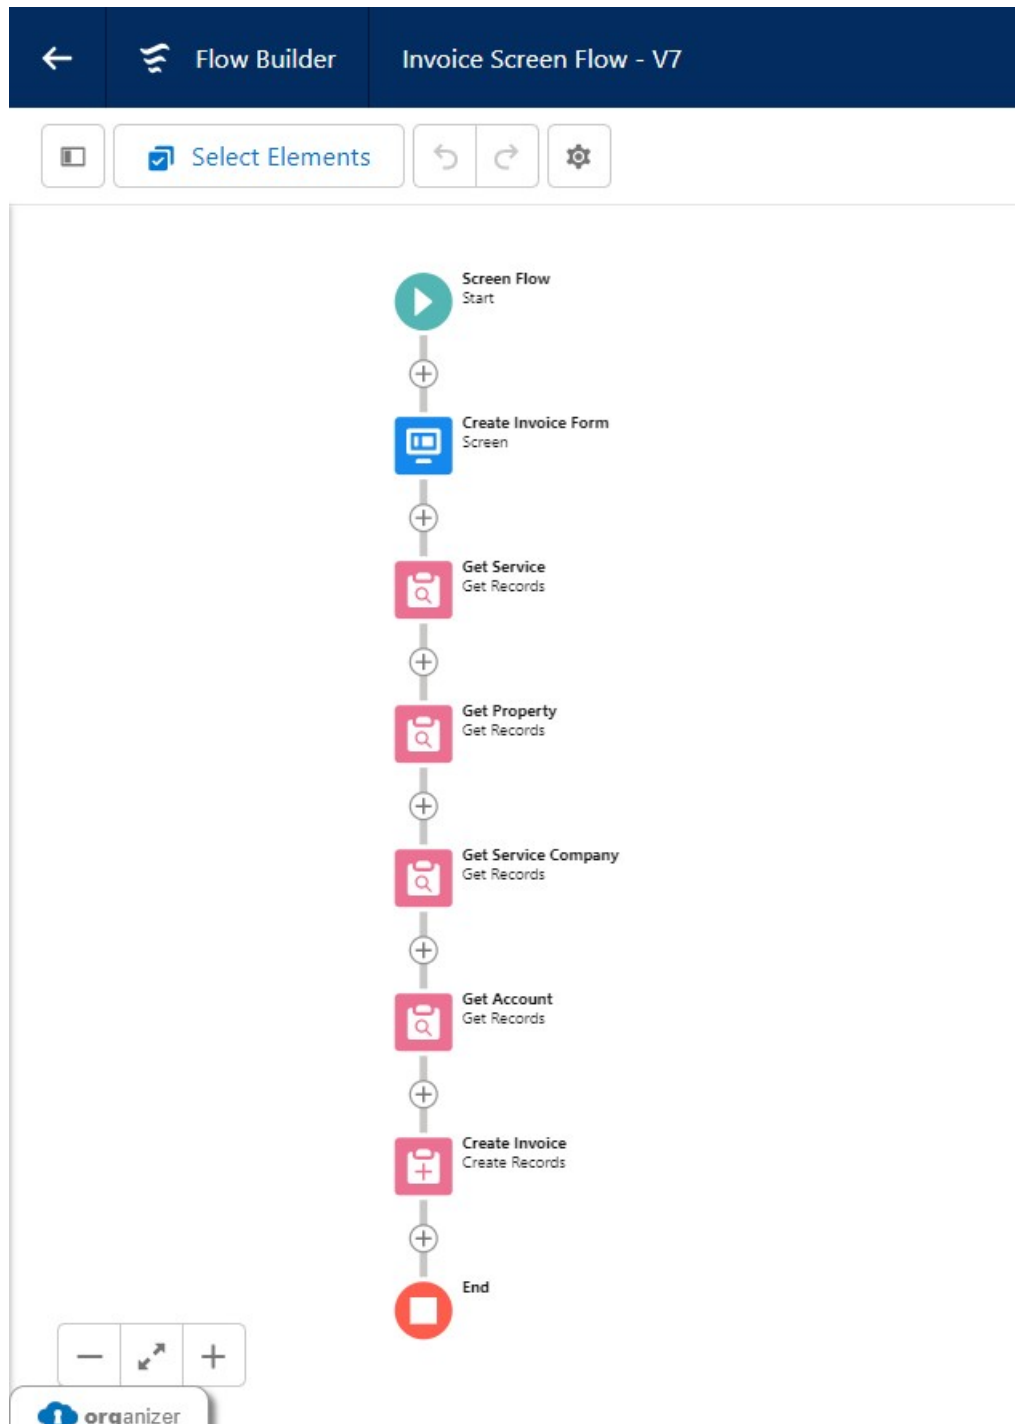 Flow Builder
Invoice Screen Flow - V7
Select Elements
Screen Flow
Start
Create Invoice Form
Screen
Get Service
Get Records
Get Property
Get Records
Get Service Company
Get Records
Get Account
Get Records
Create Invoice
Create Records
End
organizer